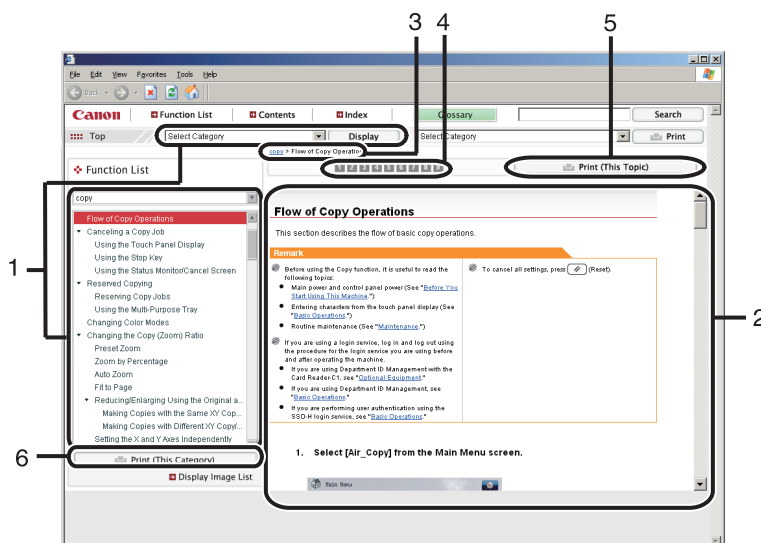 3 4 5
File Edit View Favorites Tools Help
Back
Canon Function List Contents Index Glossary Search
Top Select Category Display Select Category Print
copy > Flow of Copy Operation
Function List
1 2 3 4 5 6 7 8 9
Print (This Topic)
copy
Flow of Copy Operations
Canceling a Copy Job
Using the Touch Panel Display
Using the Stop Key
Using the Status Monitor/Cancel Screen
Reserved Copying
Reserving Copy Jobs
Using the Multi-Purpose Tray
Changing Color Modes
Changing the Copy (Zoom) Ratio
Preset Zoom
Zoom by Percentage
Auto Zoom
Fit to Page
Reducing/Enlarging Using the Original a...
Making Copies with the Same XY Cop...
Making Copies with Different XY Copy/...
Setting the X and Y Axes Independently
Print (This Category)
Display Image List
1
6
Flow of Copy Operations
This section describes the flow of basic copy operations.
Remark
Before using the Copy function, it is useful to read the
following topics:
Main power and control panel power (See "Before You
Start Using This Machine.")
Entering characters from the touch panel display (See
"Basic Operations.")
Routine maintenance (See "Maintenance.")
If you are using a login service, log in and log out using
the procedure for the login service you are using before
and after operating the machine.
If you are using Department ID Management with the
Card Reader-C1, see "Optional Equipment."
If you are using Department ID Management, see
"Basic Operations."
If you are performing user authentication using the
SSO-H login service, see "Basic Operations."
To cancel all settings, press (Reset).
1. Select [Air_Copy] from the Main Menu screen.
Main Menu
2